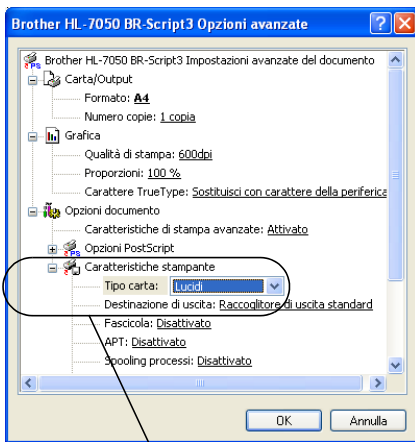 Brother HL-7050 BR-Script3 Opzioni avanzate
Brother HL-7050 BR-Script3 Impostazioni avanzate del documento
Carta/Output
Formato: A4
Numero copie: 1 copia
Grafica
Qualità di stampa: 600dpi
Proporzioni: 100 %
Carattere TrueType: Sostituisci con carattere della periferica
Opzioni documento
Caratteristiche di stampa avanzate: Attivato
Opzioni PostScript
Caratteristiche stampante
Tipo carta: Lucidi
Destinazione di uscita: Raccoglitore di uscita standard
Fascicola: Disattivato
APT: Disattivato
Spooling processi: Disattivato
OK Annulla